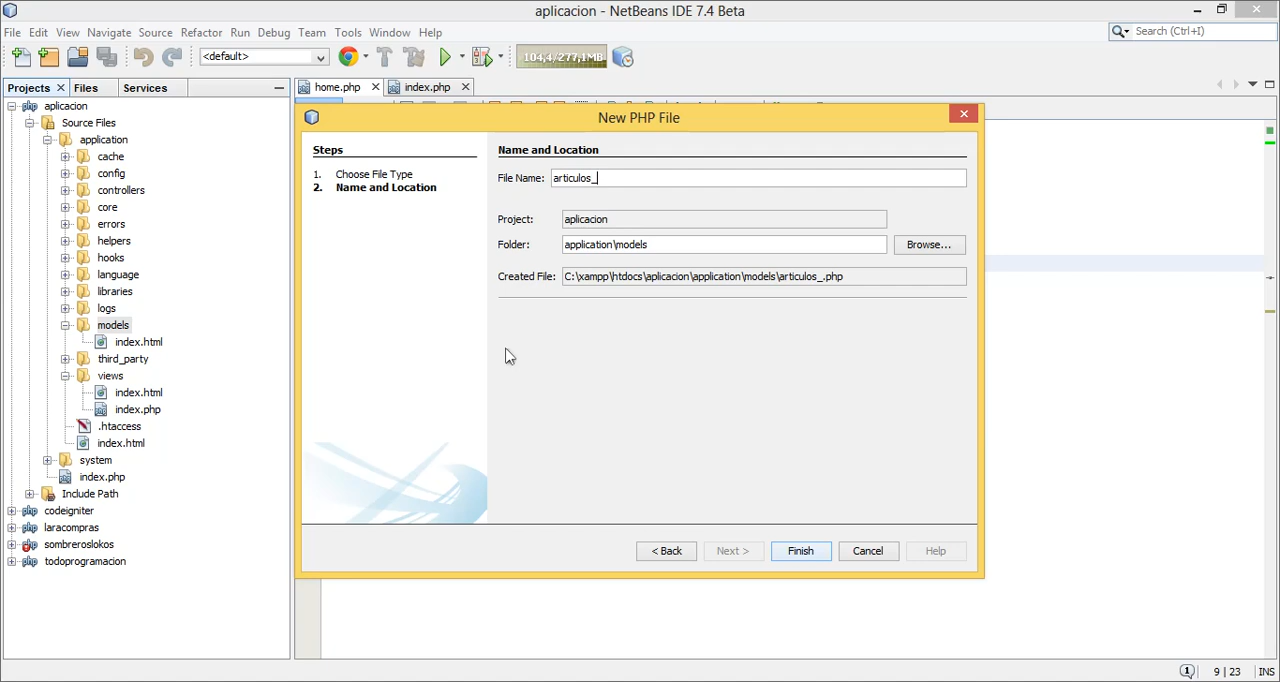 aplicacion - NetBeans IDE 7.4 Beta
File Edit View Navigate Source Refactor Run Debug Team Tools Window Help
Search (Ctrl+I)
<default>
104,4/277,1MB
Projects
Files
Services
home.php
index.php
aplicacion
Source Files
application
cache
config
controllers
core
errors
helpers
hooks
language
libraries
logs
models
index.html
third_party
views
index.html
index.php
.htaccess
index.html
system
index.php
Include Path
codeigniter
laracompras
sombreroslokos
todoprogramacion
New PHP File
Steps
1. Choose File Type
2. Name and Location
Name and Location
File Name: articulos_
Project: aplicacion
Folder: application\models
Browse...
Created File: C:\xampp\htdocs\aplicacion\application\models\articulos_.php
< Back
Next >
Finish
Cancel
Help
9 | 23 INS